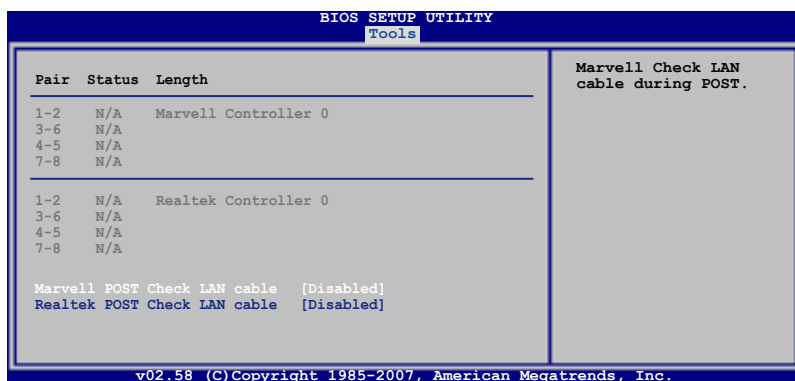 BIOS SETUP UTILITY
Tools
Pair Status Length
1-2 N/A Marvell Controller 0
3-6 N/A
4-5 N/A
7-8 N/A
1-2 N/A Realtek Controller 0
3-6 N/A
4-5 N/A
7-8 N/A
Marvell POST Check LAN cable [Disabled]
Realtek POST Check LAN cable [Disabled]
Marvell Check LAN
cable during POST.
v02.58 (C)Copyright 1985-2007, American Megatrends, Inc.